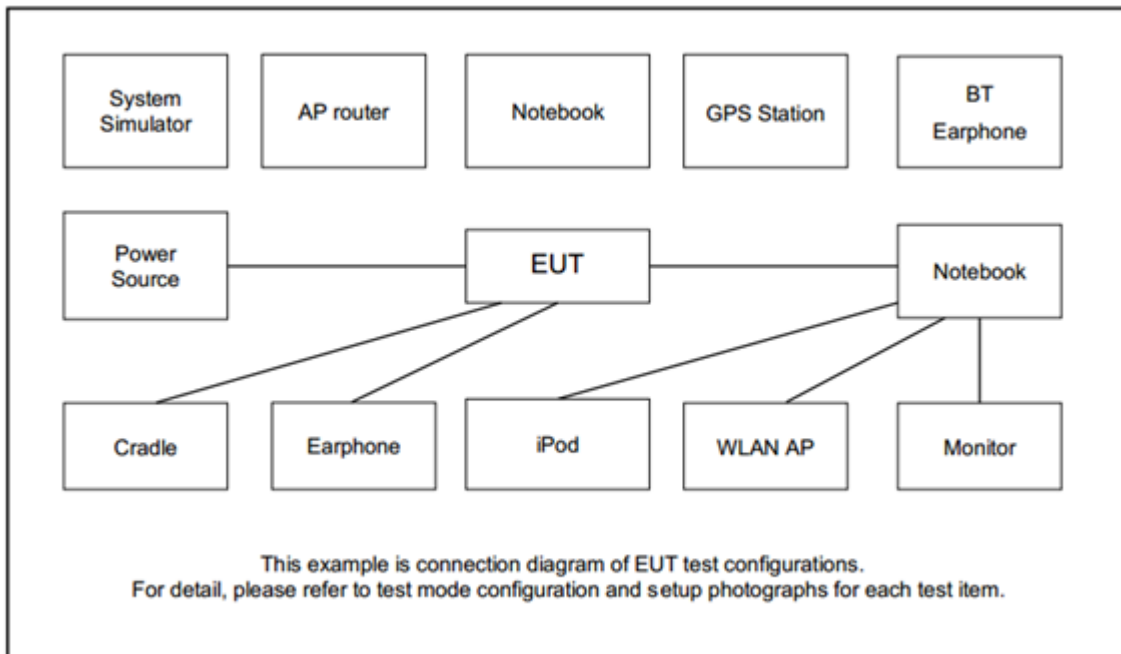 System
Simulator
AP router
Notebook
GPS Station
BT
Earphone
Power
Source
EUT
Notebook
Cradle
Earphone
iPod
WLAN AP
Monitor
This example is connection diagram of EUT test configurations.
For detail, please refer to test mode configuration and setup photographs for each test item.